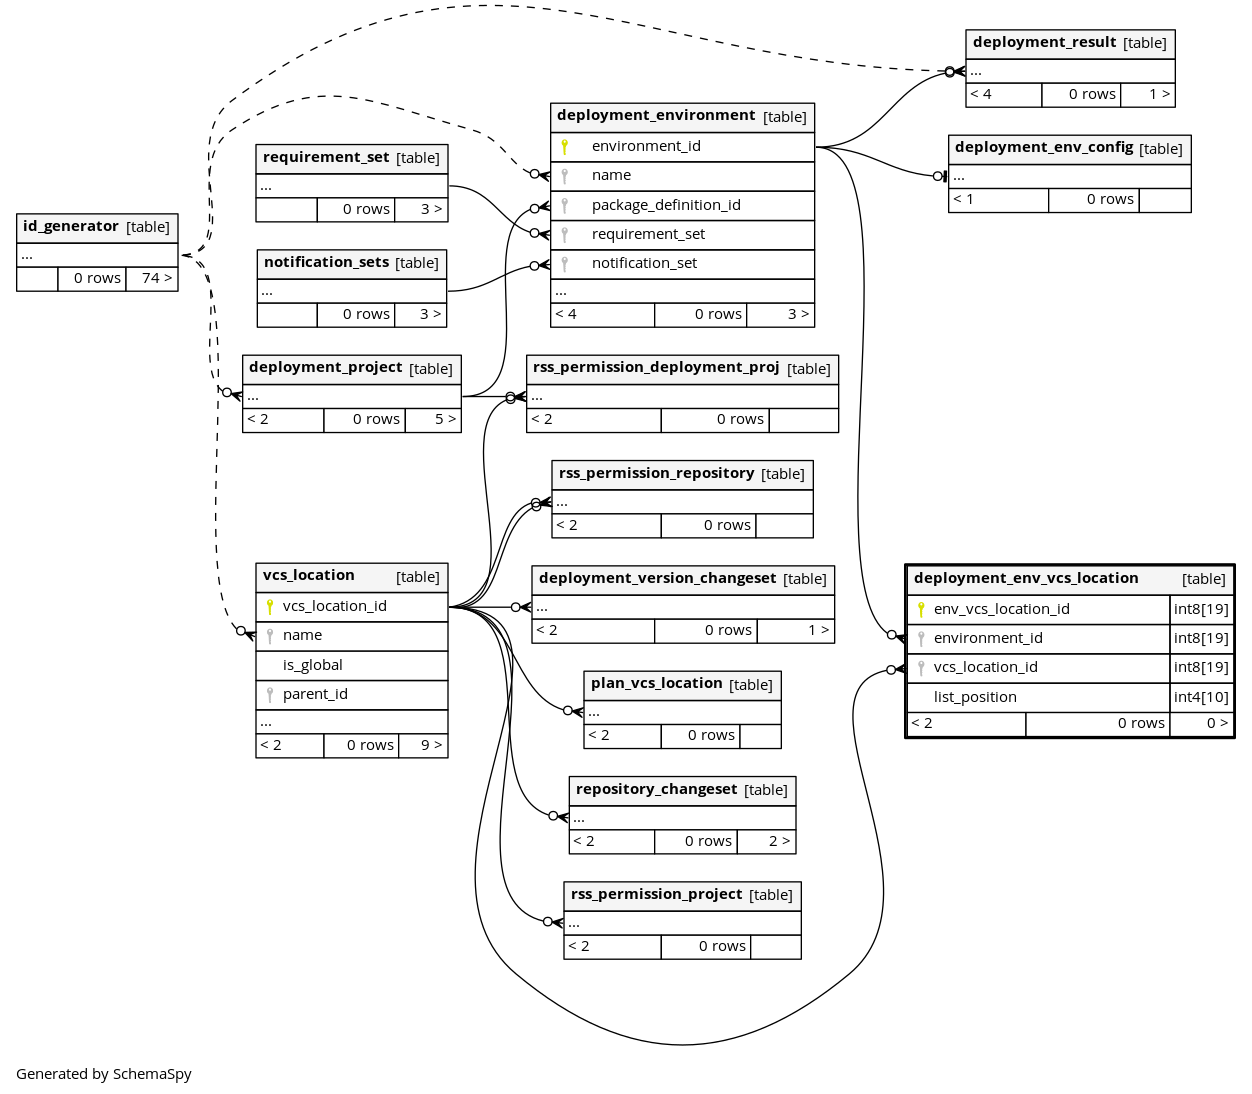 deployment_result [table]
...
< 4 0 rows 1 >
deployment_environment [table]
environment_id
name
package_definition_id
requirement_set
notification_set
...
< 4 0 rows 3 >
deployment_env_config [table]
...
< 1 0 rows
requirement_set [table]
...
0 rows 3 >
id_generator [table]
...
0 rows 74 >
notification_sets [table]
...
0 rows 3 >
deployment_project [table]
...
< 2 0 rows 5 >
rss_permission_deployment_proj [table]
...
< 2 0 rows
rss_permission_repository [table]
...
< 2 0 rows
vcs_location [table]
vcs_location_id
name
is_global
parent_id
...
< 2 0 rows 9 >
deployment_version_changeset [table]
...
< 2 0 rows 1 >
deployment_env_vcs_location [table]
env_vcs_location_id int8[19]
environment_id int8[19]
vcs_location_id int8[19]
list_position int4[10]
< 2 0 rows 0 >
plan_vcs_location [table]
...
< 2 0 rows
repository_changeset [table]
...
< 2 0 rows 2 >
rss_permission_project [table]
...
< 2 0 rows
Generated by SchemaSpy